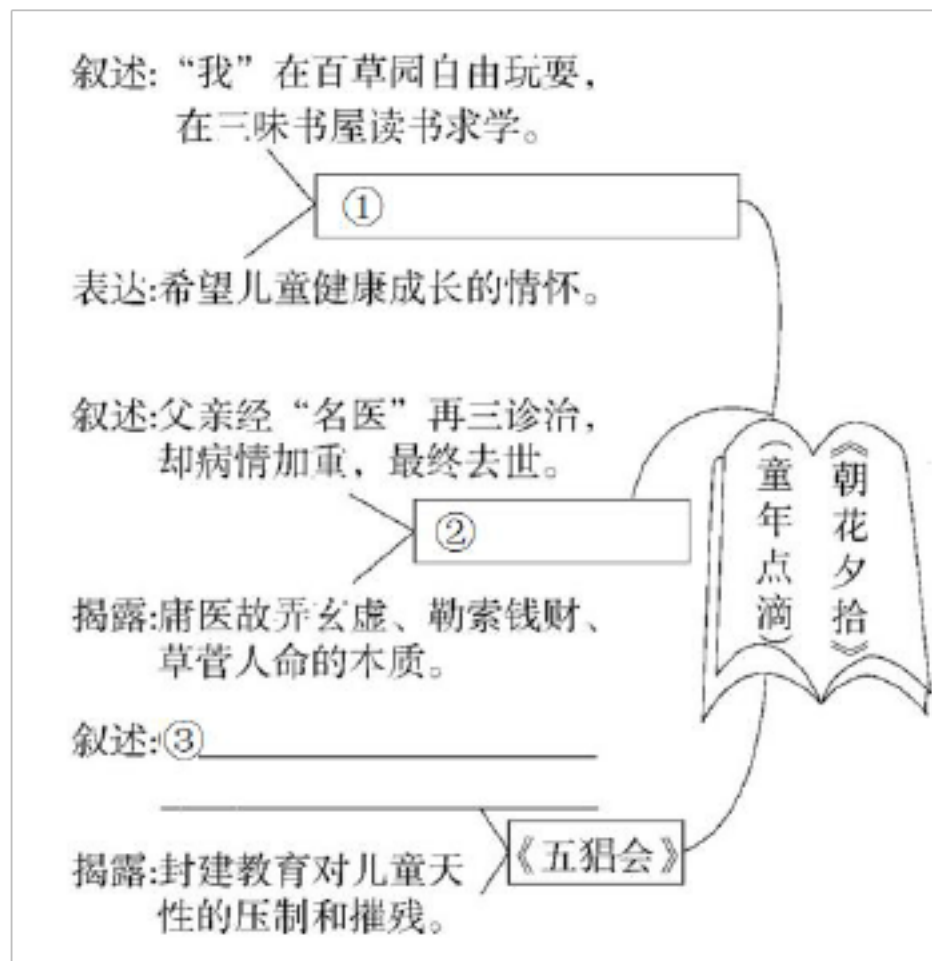 叙述：“我”在百草园自由玩耍，
在三味书屋读书求学。
①
表达:希望儿童健康成长的情怀。
叙述:父亲经“名医”再三诊治，
却病情加重，最终去世。
②
揭露:庸医故弄玄虚、勒索钱财、
草菅人命的木质。
叙述:③
《五猖会》
揭露:封建教育对儿童天
性的压制和摧残。
《朝花夕拾》
（童年点滴）